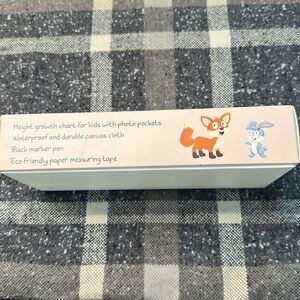 Height growth chart for kids with photo pockets
Waterproof and durable canvas cloth
Black marker pen
Eco friendly paper measuring tape